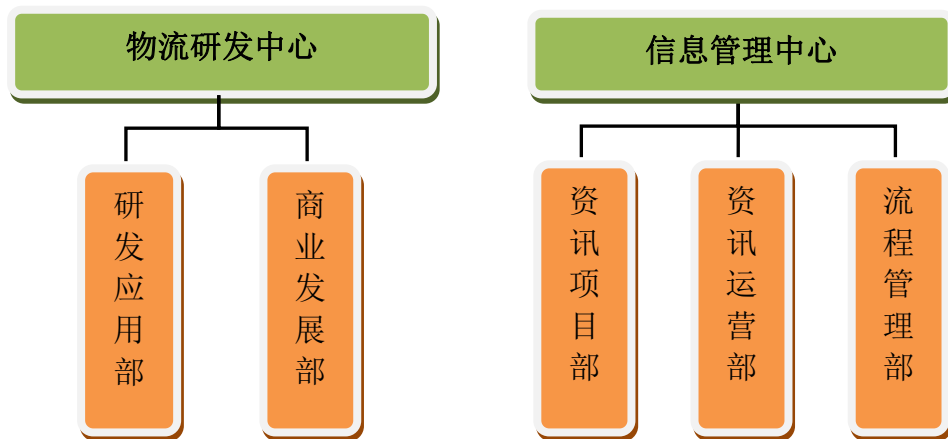 物流研发中心
信息管理中心
研发应用部
商业发展部
资讯项目部
资讯运营部
流程管理部